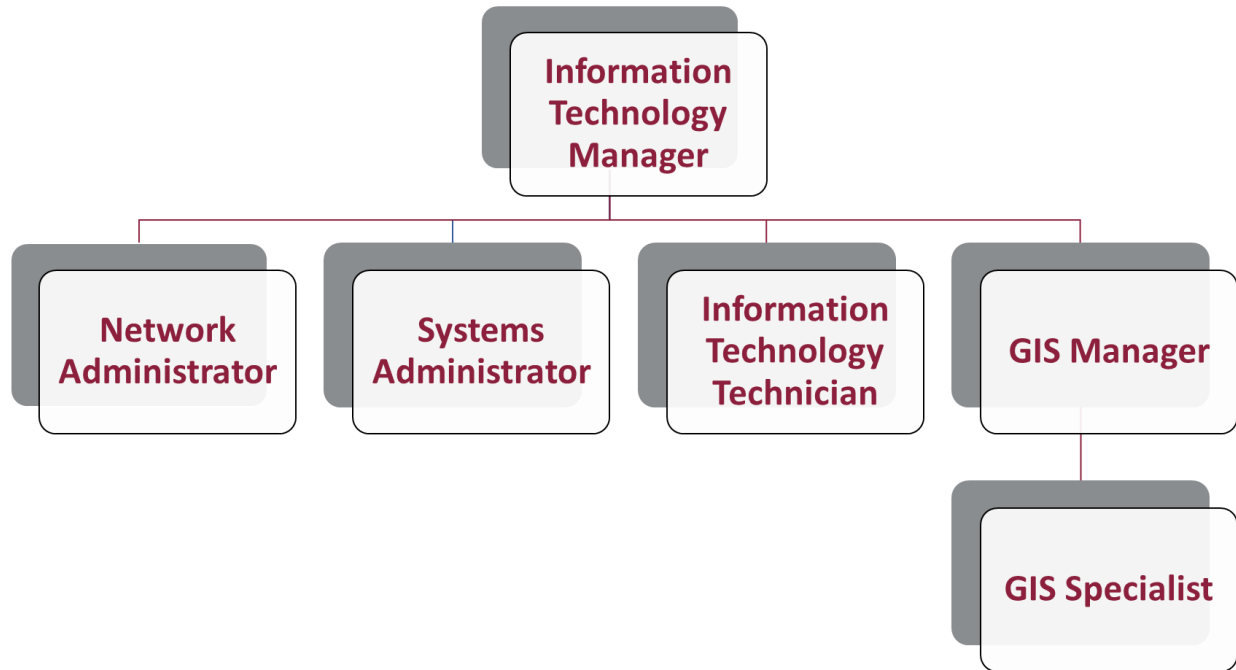 Information
Technology
Manager
Network
Administrator
Systems
Administrator
Information
Technology
Technician
GIS Manager
GIS Specialist